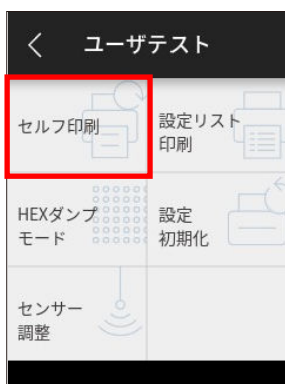 ユーザテスト
セルフ印刷
設定リスト
印刷
HEXダンプ
モード
設定
初期化
センサー
調整